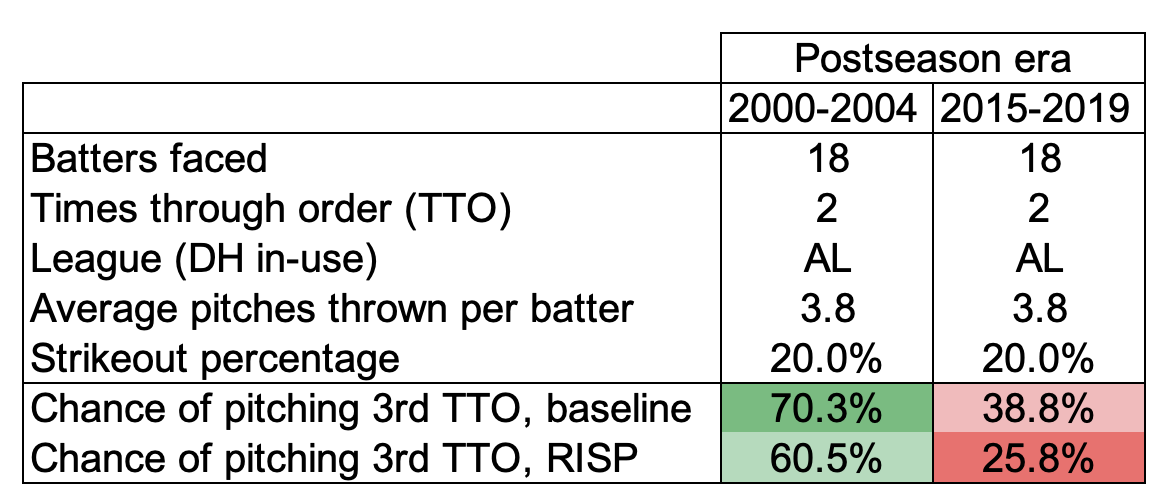 Postseason era
2000-2004 2015-2019
Batters faced 18 18
Times through order (TTO) 2 2
League (DH in-use) AL AL
Average pitches thrown per batter 3.8 3.8
Strikeout percentage 20.0% 20.0%
Chance of pitching 3rd TTO, baseline 70.3% 38.8%
Chance of pitching 3rd TTO, RISP 60.5% 25.8%